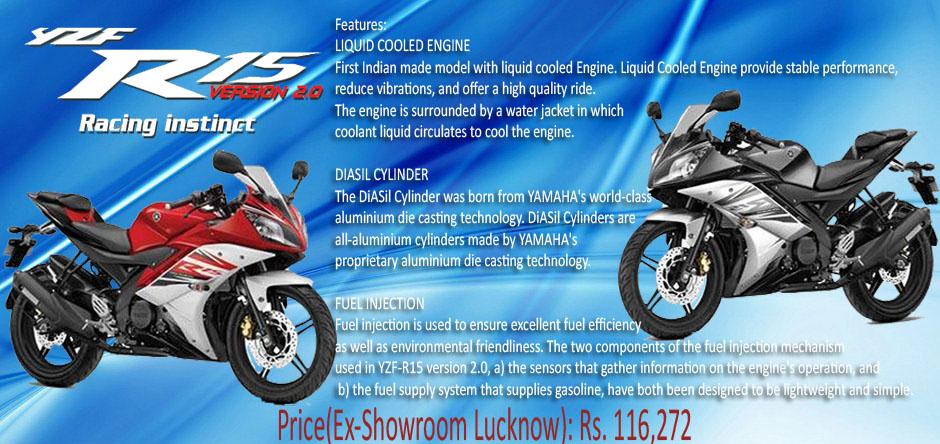 YZF
R15
VERSION 2.0
Racing instinct
Features:
LIQUID COOLED ENGINE
First Indian made model with liquid cooled Engine. Liquid Cooled Engine provide stable performance,
reduce vibrations, and offer a high quality ride.
The engine is surrounded by a water jacket in which
coolant liquid circulates to cool the engine.
DIASIL CYLINDER
The DiASil Cylinder was born from YAMAHA's world-class
aluminium die casting technology. DiASil Cylinders are
all-aluminium cylinders made by YAMAHA's
proprietary aluminium die casting technology.
FUEL INJECTION
Fuel injection is used to ensure excellent fuel efficiency
as well as environmental friendliness. The two components of the fuel injection mechanism
used in YZF-R15 version 2.0, a) the sensors that gather information on the engine's operation, and
b) the fuel supply system that supplies gasoline, have both been designed to be lightweight and simple.
Price(Ex-Showroom Lucknow): Rs. 116,272